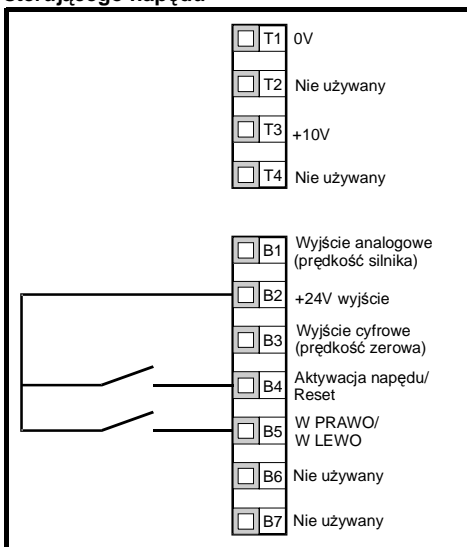 sterującego napędu
T1 0V
T2 Nie używany
T3 +10V
T4 Nie używany
B1 Wyjście analogowe
(prędkość silnika)
B2 +24V wyjście
B3 Wyjście cyfrowe
(prędkość zerowa)
B4 Aktywacja napędu/
Reset
B5 W PRAWO/
W LEWO
B6 Nie używany
B7 Nie używany